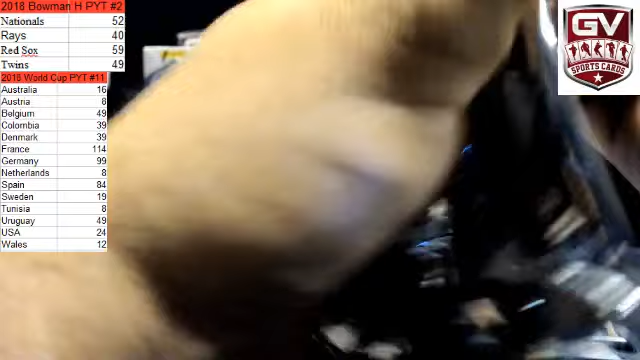 2018 Bowman H PYT #2
Nationals 52
Rays 40
Red Sox 59
Twins 49
2018 World Cup PYT #11
Australia 16
Austria 8
Belgium 49
Colombia 39
Denmark 39
France 114
Germany 99
Netherlands 8
Spain 84
Sweden 19
Tunisia 8
Uruguay 49
USA 24
Wales 12
GV
SPORTS CARDS